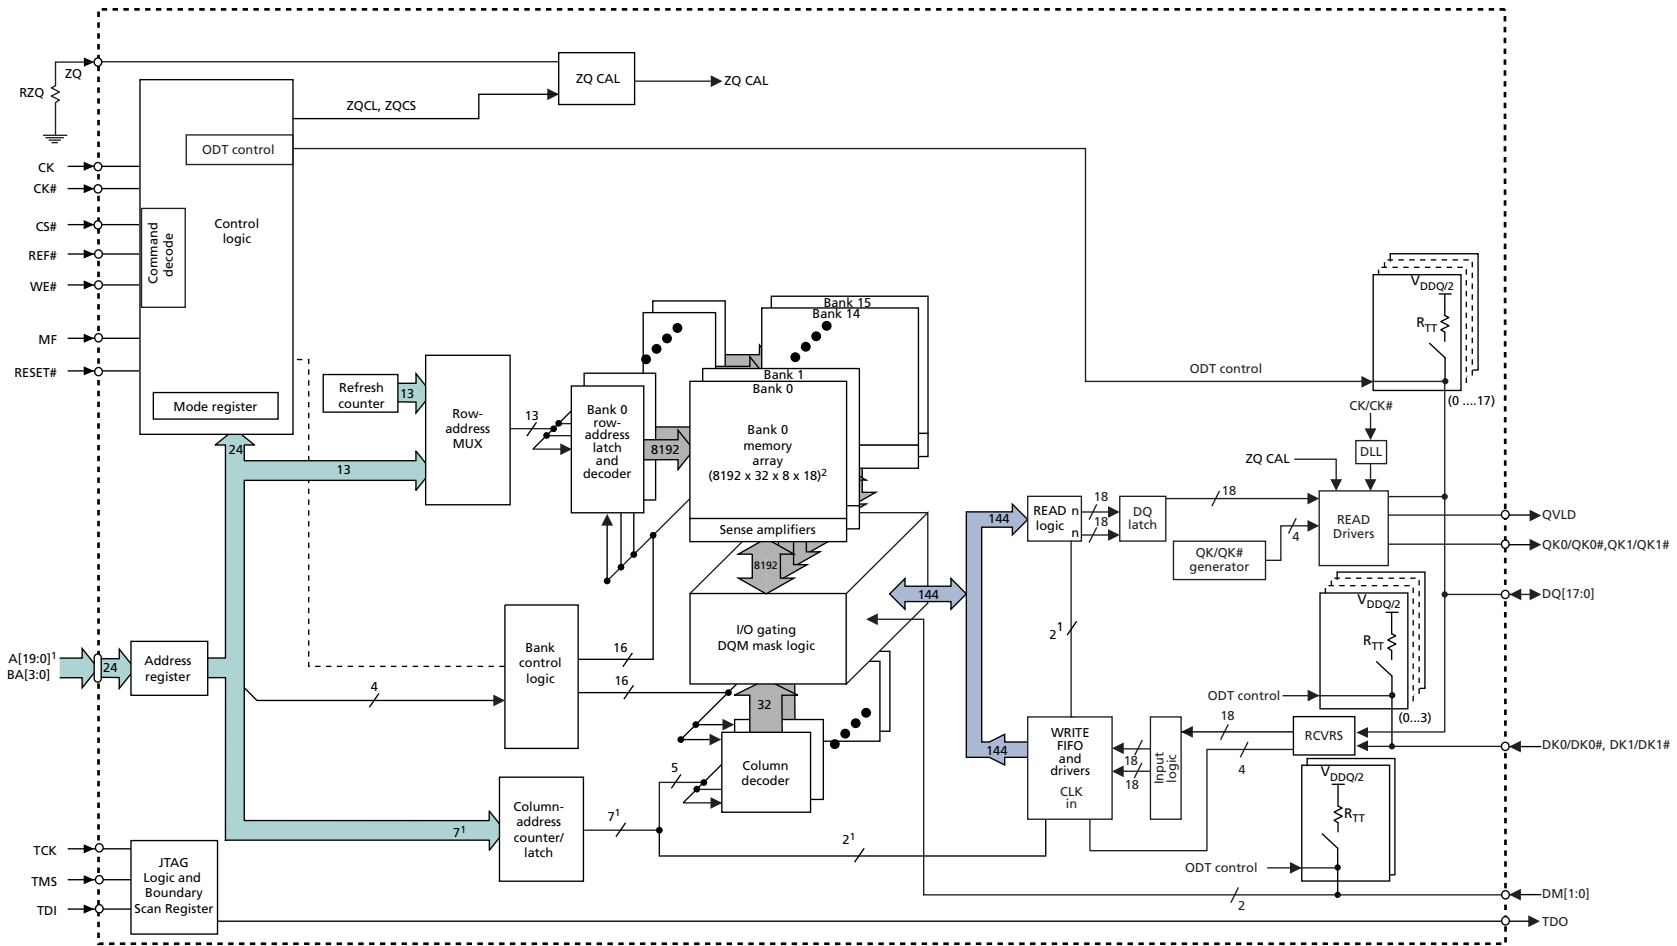 ZQ
RZQ
ZQ CAL
ZQ CAL
ZQCL, ZQCS
ODT control
CK
CK#
CS#
REF#
WE#
MF
RESET#
Command
decode
Control
logic
Mode register
Refresh
counter
13
Row-
address
MUX
13
24
13
Bank 0
row-
address
latch
and
decoder
8192
Bank 15
Bank 14
Bank 1
Bank 0
Bank 0
memory
array
(8192 x 32 x 8 x 18)²
Sense amplifiers
8192
I/O gating
DQM mask logic
32
Column
decoder
A[19:0]¹
BA[3:0]
24
Address
register
Bank
control
logic
16
16
4
5
Column-
address
counter/
latch
7¹
7¹
2¹
TCK
TMS
TDI
JTAG
Logic and
Boundary
Scan Register
144
144
144
READ n
logic
n
18
18
DQ
latch
18
2¹
QK/QK#
generator
4
ZQ CAL
CK/CK#
DLL
READ
Drivers
ODT control
VDDQ/2
RTT
(0 ....17)
QVLD
QK0/QK0#,QK1/QK1#
DQ[17:0]
VDDQ/2
RTT
ODT control
(0...3)
WRITE
FIFO
and
drivers
CLK
in
18
18
Input
logic
18
4
RCVRS
DK0/DK0#, DK1/DK1#
VDDQ/2
RTT
ODT control
2
DM[1:0]
TDO